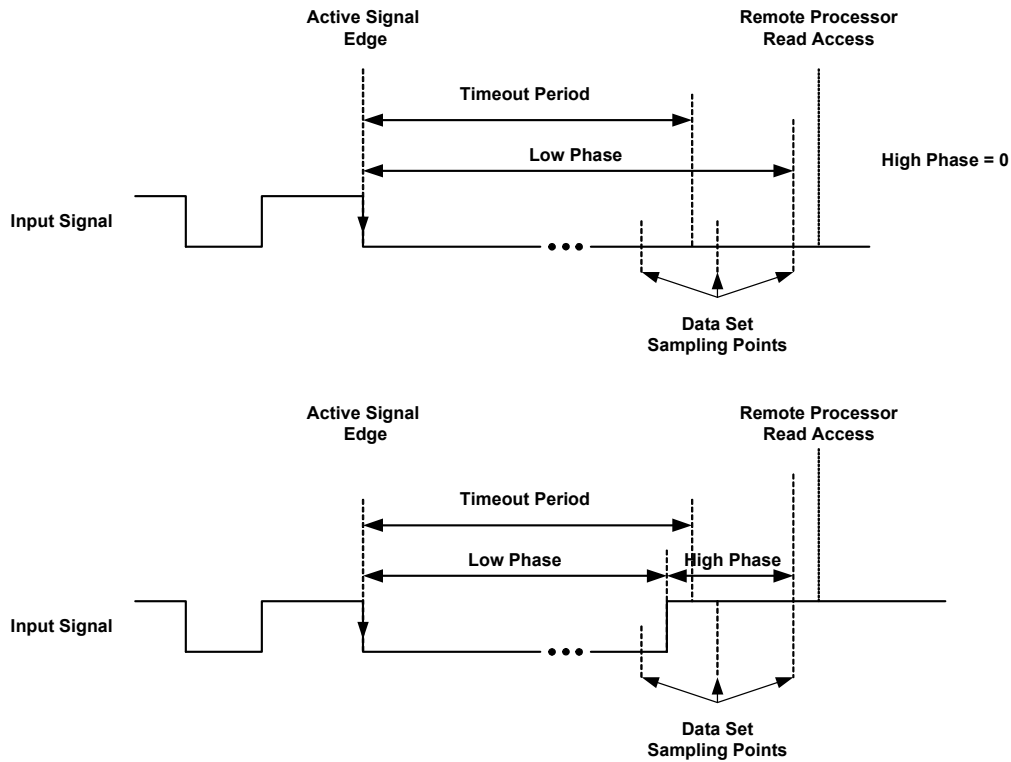 Active Signal
Edge
Remote Processor
Read Access
Timeout Period
Low Phase
High Phase = 0
Input Signal
Data Set
Sampling Points
Active Signal
Edge
Remote Processor
Read Access
Timeout Period
Low Phase
High Phase
Input Signal
Data Set
Sampling Points